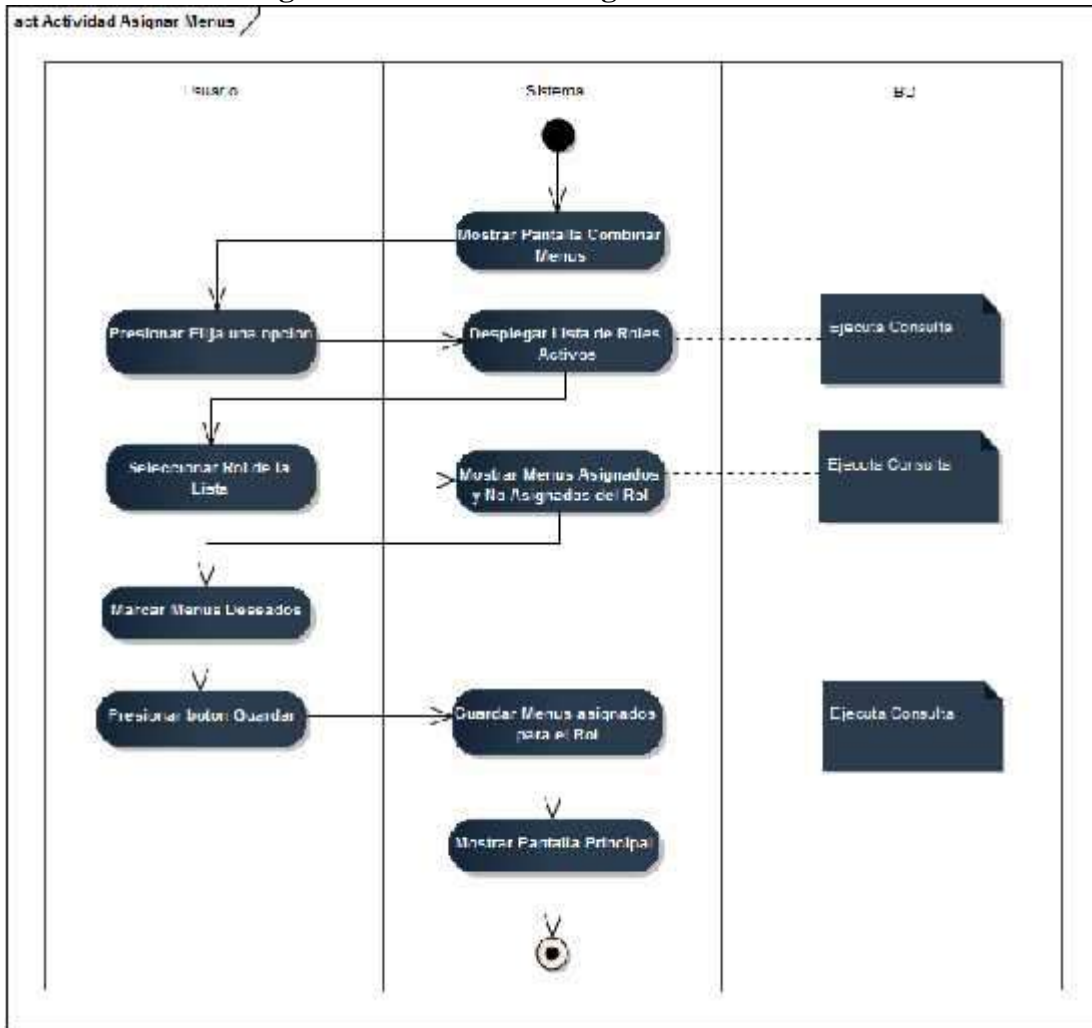 act Actividad Asignar Menus
Usuario
Sistema
BD
Mostrar Pantalla Combinar
Menus
Presionar Elija una opcion
Desplegar Lista de Roles
Activos
Ejecuta Consulta
Seleccionar Rol de la
Lista
Mostrar Menus Asignados
y No Asignados del Rol
Ejecuta Consulta
Marcar Menus Deseados
Presionar boton Guardar
Guardar Menus asignados
para el Rol
Ejecuta Consulta
Mostrar Pantalla Principal